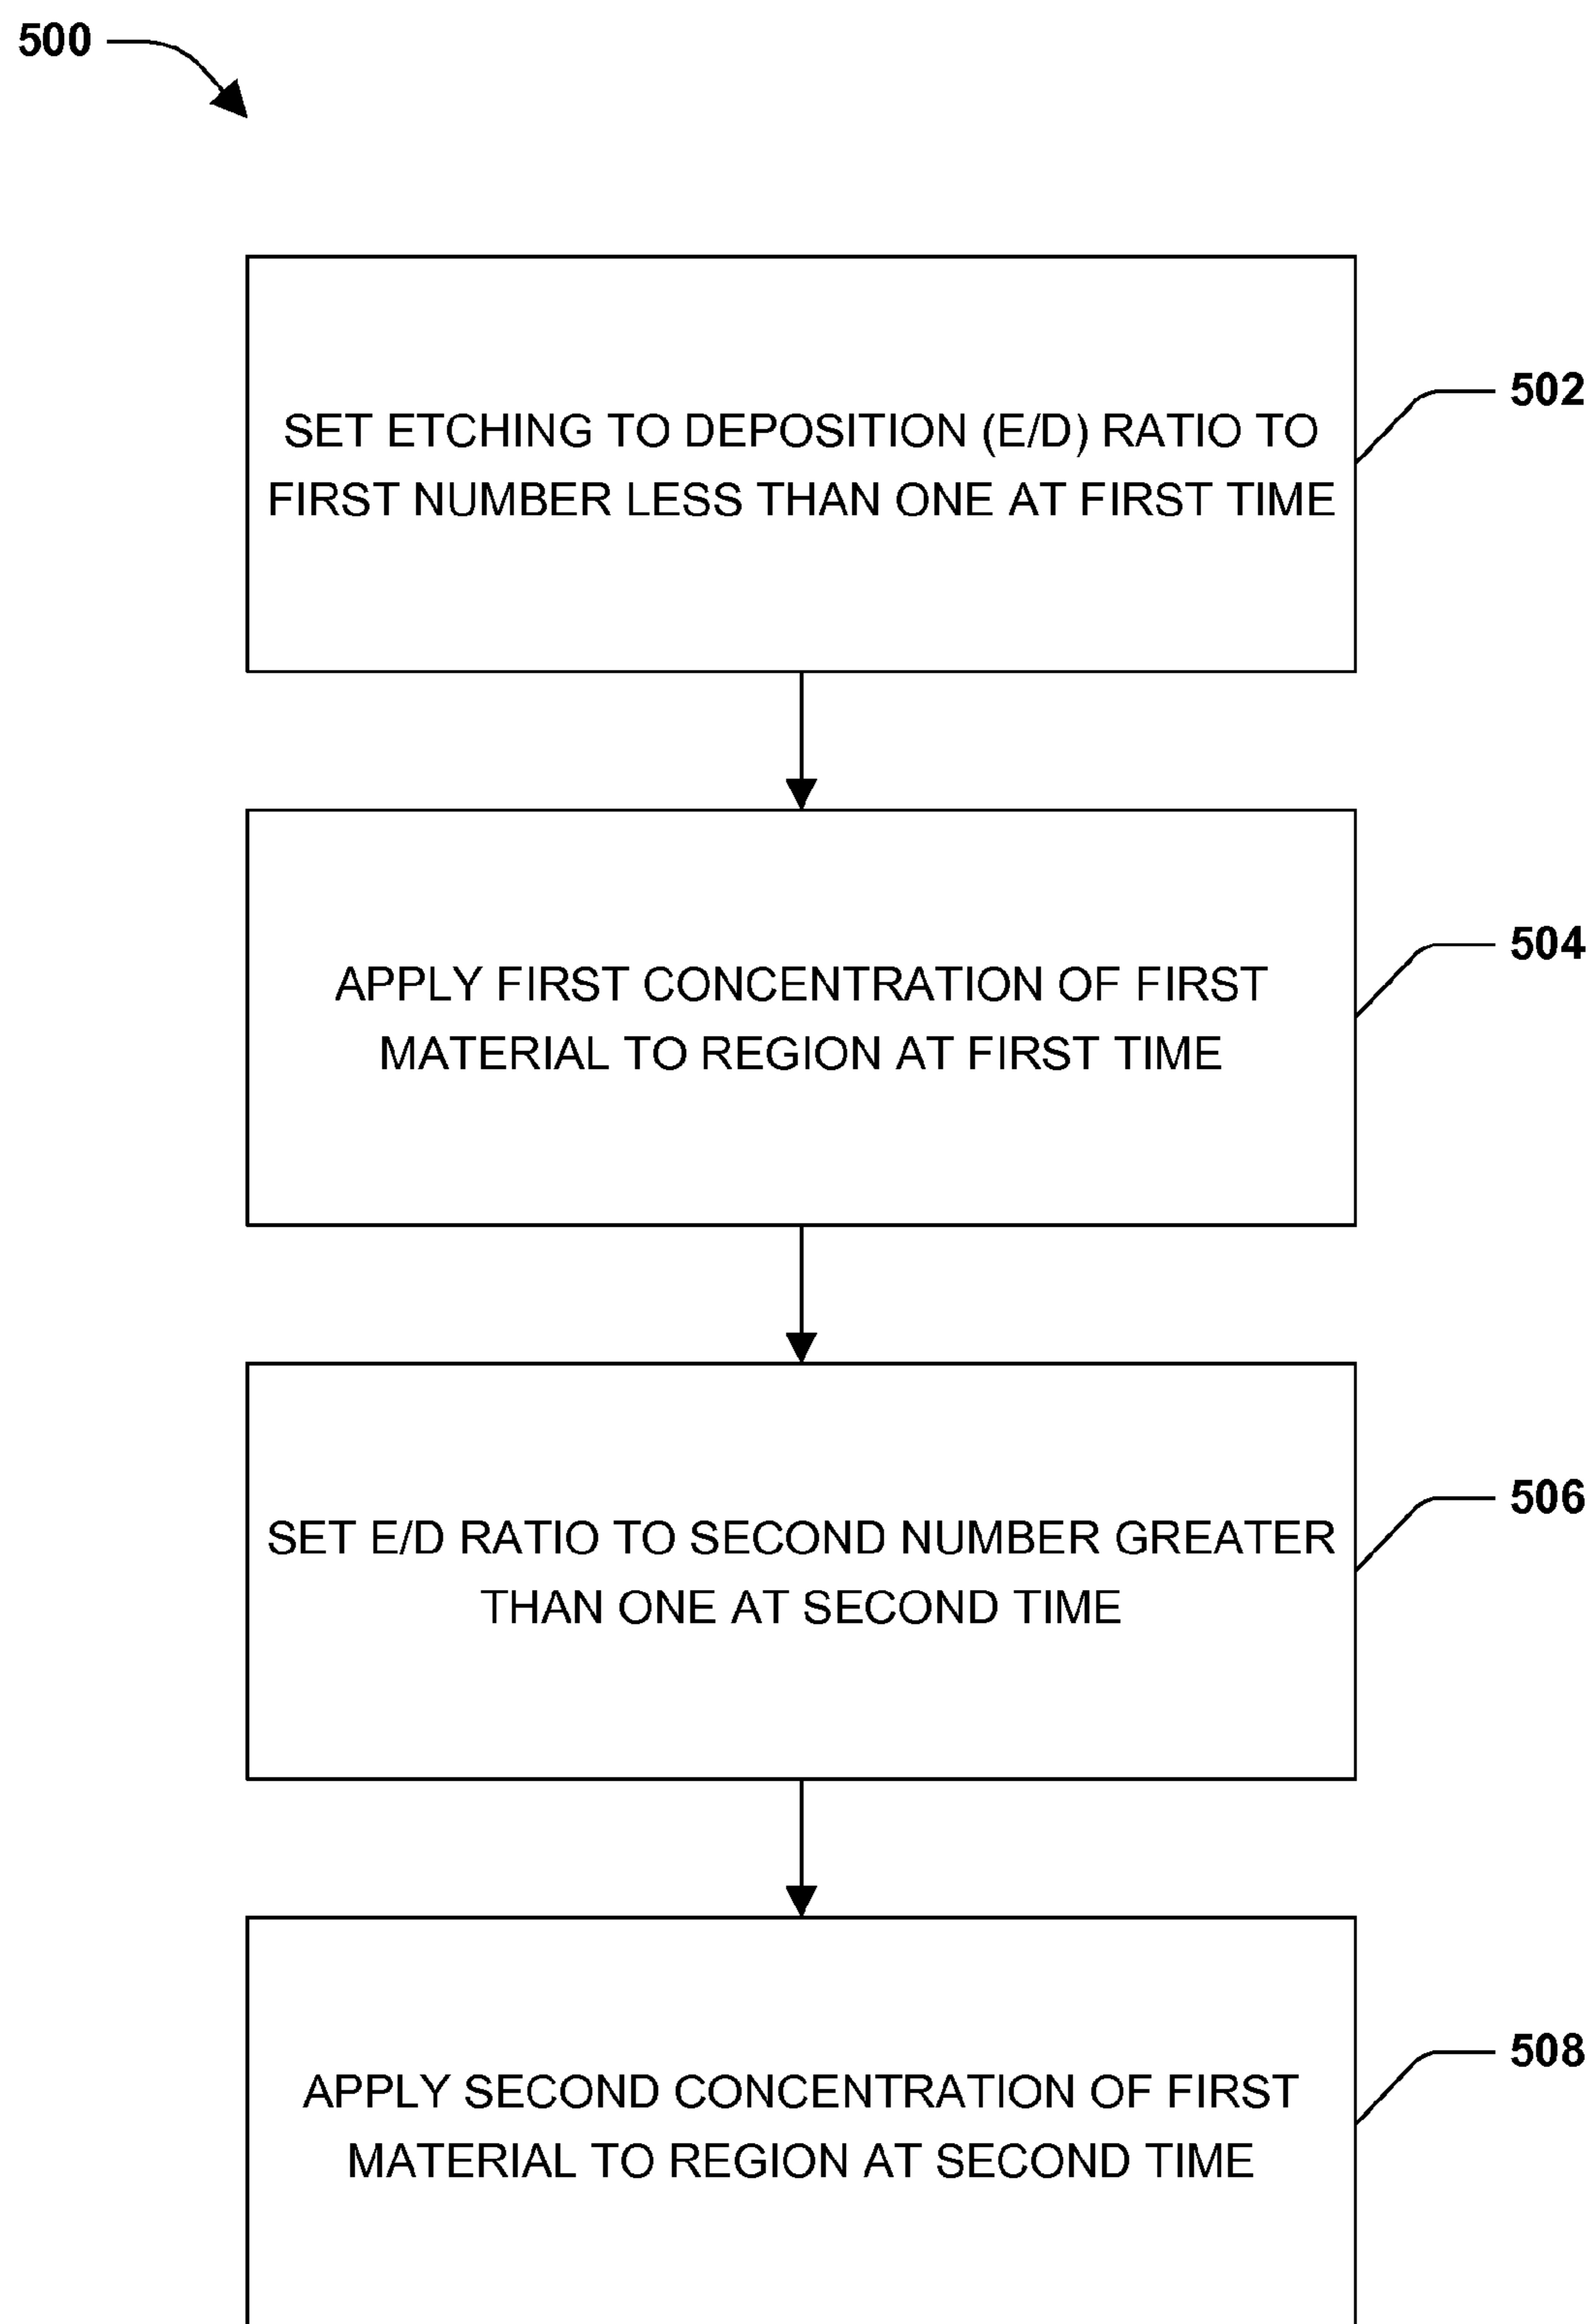 500
SET ETCHING TO DEPOSITION (E/D) RATIO TO
FIRST NUMBER LESS THAN ONE AT FIRST TIME
502
APPLY FIRST CONCENTRATION OF FIRST
MATERIAL TO REGION AT FIRST TIME
504
SET E/D RATIO TO SECOND NUMBER GREATER
THAN ONE AT SECOND TIME
506
APPLY SECOND CONCENTRATION OF FIRST
MATERIAL TO REGION AT SECOND TIME
508